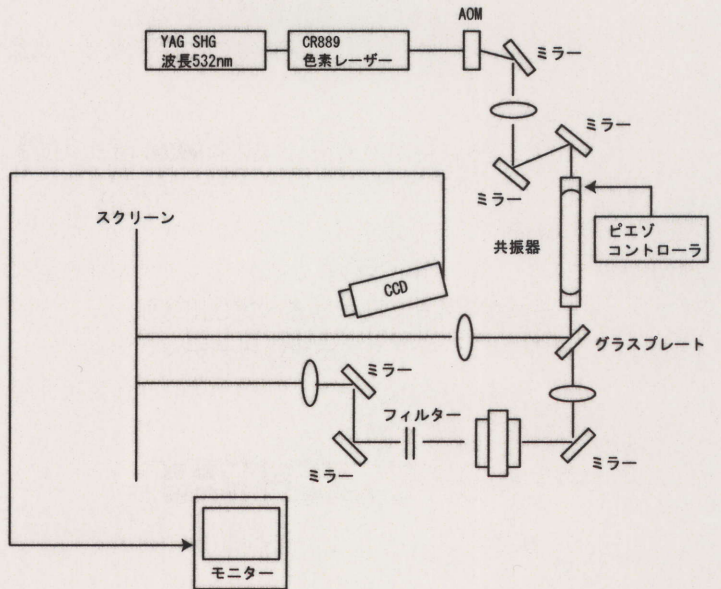 AOM
YAG SHG
波長532nm
CR889
色素レーザー
ミラー
ミラー
ミラー
スクリーン
共振器
ピエゾ
コントローラ
CCD
グラスプレート
ミラー
フィルター
ミラー
ミラー
モニター